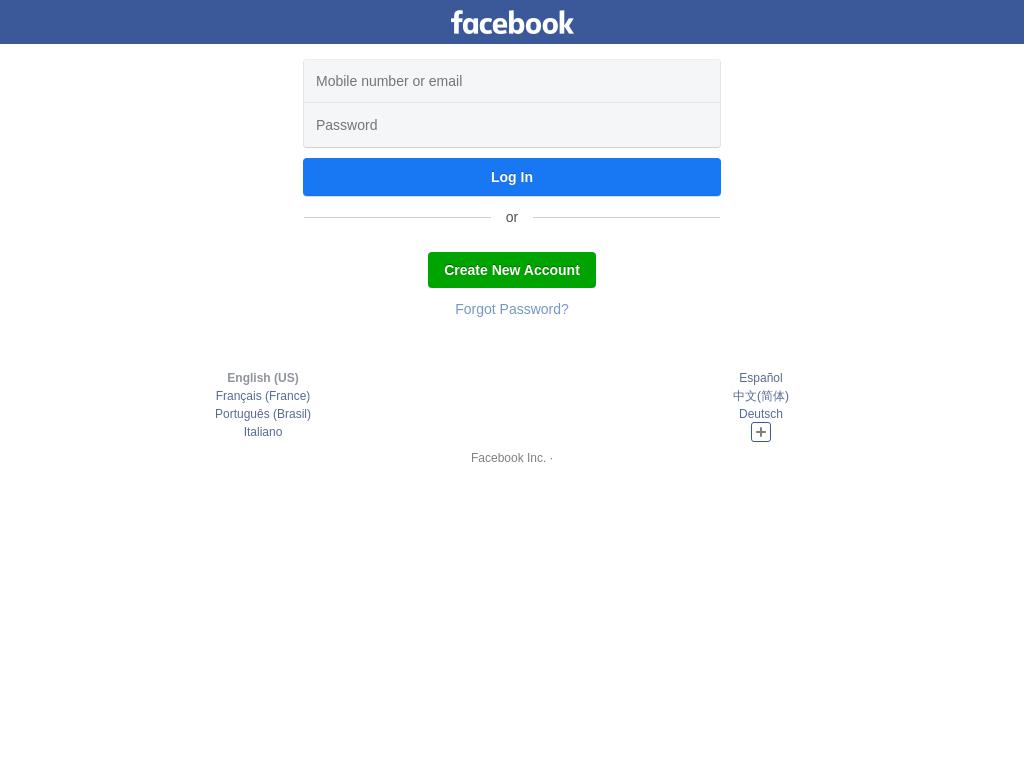 facebook
Mobile number or email
Password
Log In
or
Create New Account
Forgot Password?
English (US)
Français (France)
Português (Brasil)
Italiano
Español
中文(简体)
Deutsch
Facebook Inc. ·